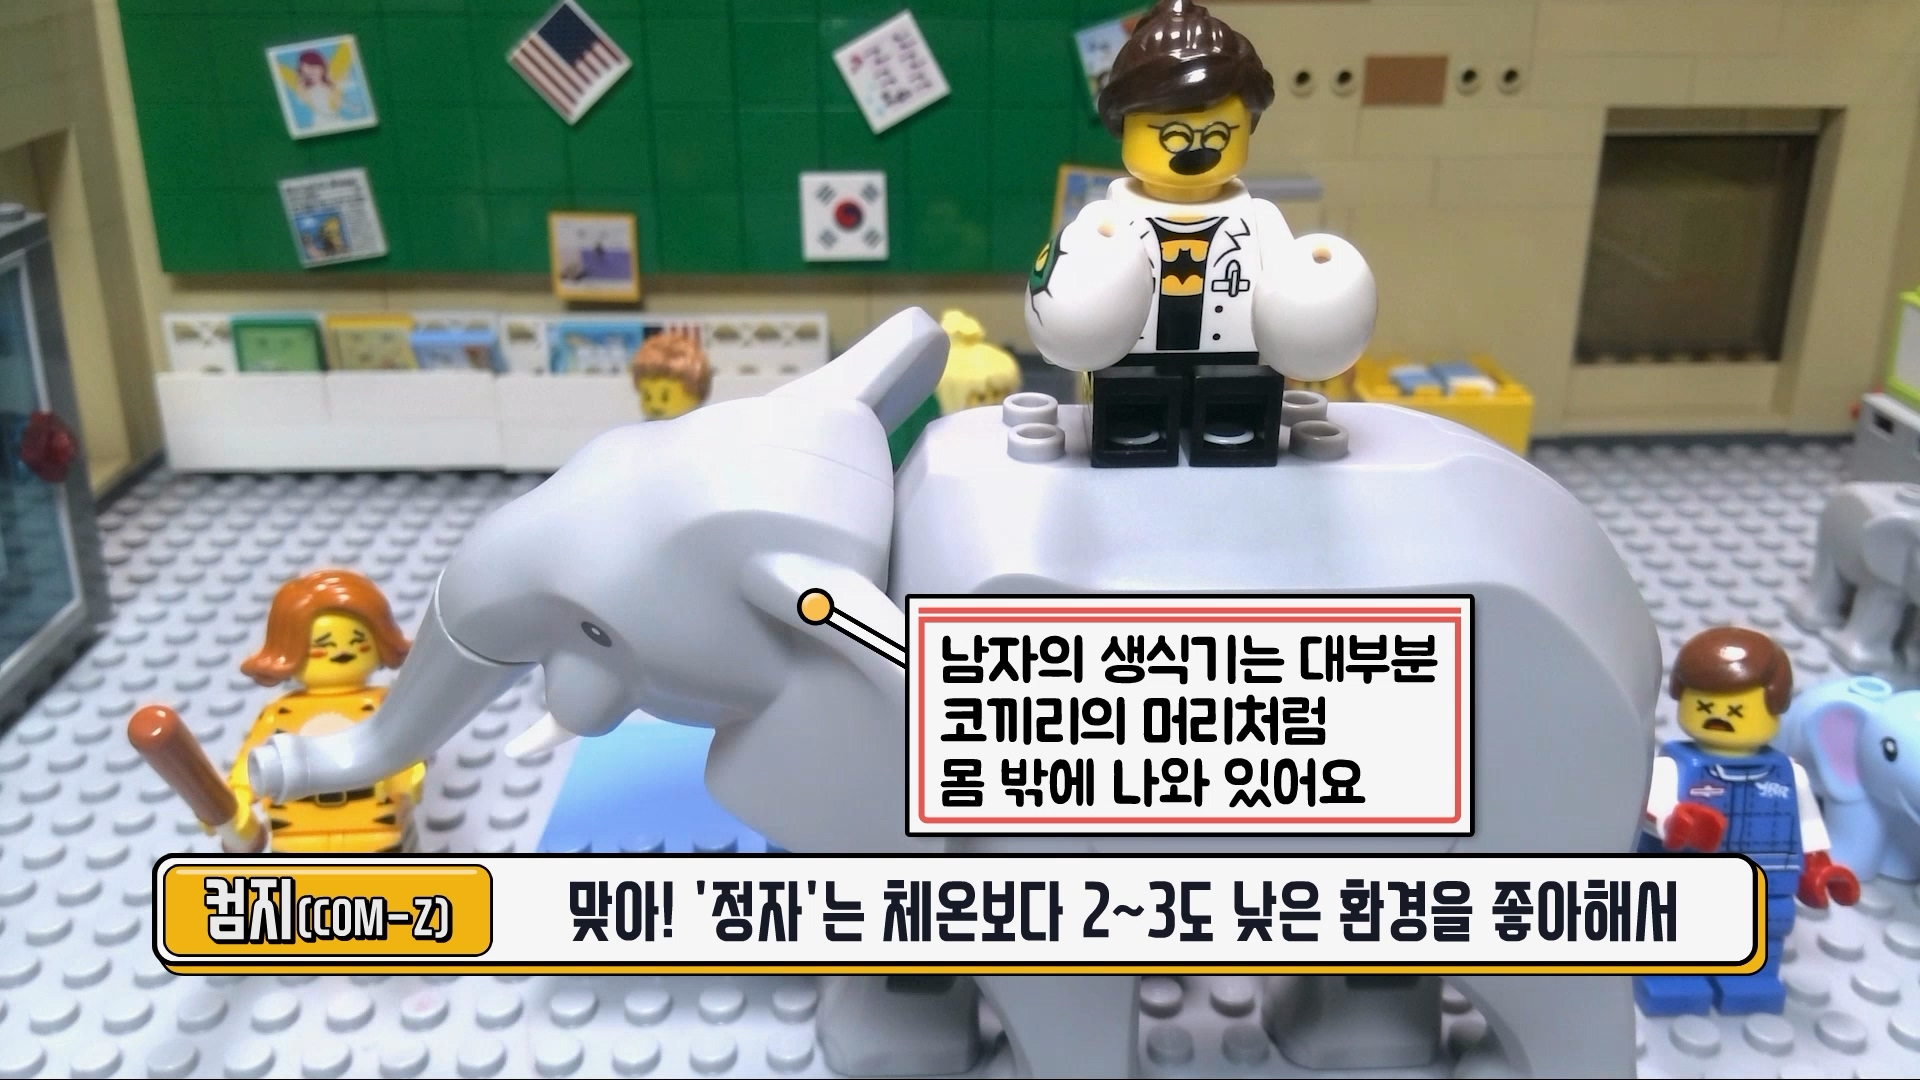 남자의 생식기는 대부분
코끼리의 머리처럼
몸 밖에 나와 있어요
컴지(COM-Z)
맞아! '정자'는 체온보다 2~3도 낮은 환경을 좋아해서